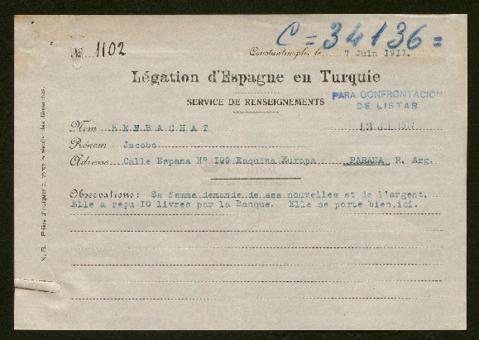 C = 34136 =
№ 1102
Constantinople, le 7 Juin 1917.
Légation d'Espagne en Turquie
SERVICE DE RENSEIGNEMENTS
PARA CONFRONTACION
DE LISTAS
Nom BENBACHAT
Prénom Jacobo
Adresse Calle Espana Nº 199 Esquina Europa PARANA R. Arg.
Observations: Sa femme demande de ses nouvelles et de l'argent.
Elle a reçu IO livres par la Banque. Elle se porte bien ici.